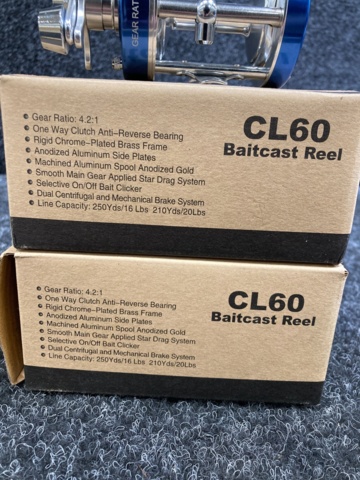 GEAR RAT
Gear Ratio: 4.2:1
One Way Clutch Anti-Reverse Bearing
Rigid Chrome-Plated Brass Frame
Anodized Aluminum Side Plates
Machined Aluminum Spool Anodized Gold
Smooth Main Gear Applied Star Drag System
Selective On/Off Bait Clicker
Dual Centrifugal and Mechanical Brake System
Line Capacity: 250Yds/16 Lbs 210Yds/20Lbs
CL60
Baitcast Reel
Gear Ratio: 4.2:1
One Way Clutch Anti-Reverse Bearing
Rigid Chrome-Plated Brass Frame
Anodized Aluminum Side Plates
Machined Aluminum Spool Anodized Gold
Smooth Main Gear Applied Star Drag System
Selective On/Off Bait Clicker
Dual Centrifugal and Mechanical Brake System
Line Capacity: 250Yds/16 Lbs 210Yds/20Lbs
CL60
Baitcast Reel